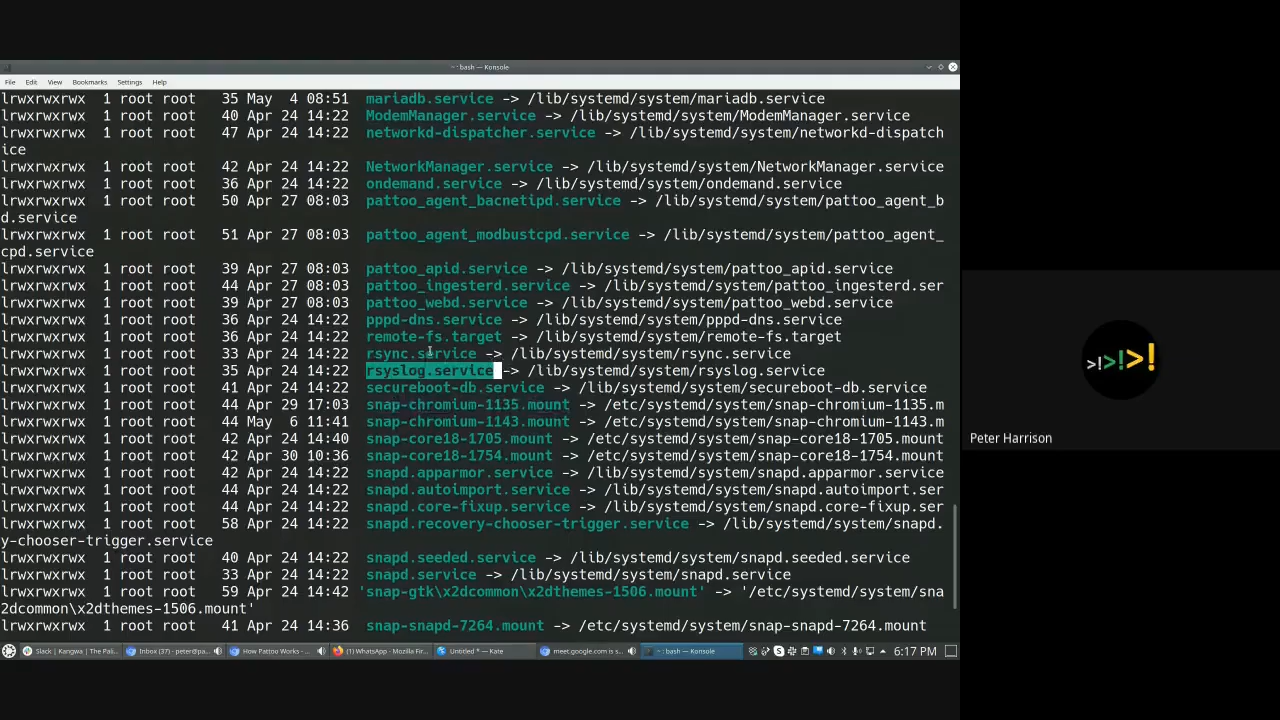 ~ : bash — Konsole
File Edit View Bookmarks Settings Help
lrwxrwxrwx 1 root root 35 May 4 08:51 mariadb.service -> /lib/systemd/system/mariadb.service
lrwxrwxrwx 1 root root 40 Apr 24 14:22 ModemManager.service -> /lib/systemd/system/ModemManager.service
lrwxrwxrwx 1 root root 47 Apr 24 14:22 networkd-dispatcher.service -> /lib/systemd/system/networkd-dispatch
ice
lrwxrwxrwx 1 root root 42 Apr 24 14:22 NetworkManager.service -> /lib/systemd/system/NetworkManager.service
lrwxrwxrwx 1 root root 36 Apr 24 14:22 ondemand.service -> /lib/systemd/system/ondemand.service
lrwxrwxrwx 1 root root 50 Apr 27 08:03 pattoo_agent_bacnetipd.service -> /lib/systemd/system/pattoo_agent_b
d.service
lrwxrwxrwx 1 root root 51 Apr 27 08:03 pattoo_agent_modbustcpd.service -> /lib/systemd/system/pattoo_agent_
cpd.service
lrwxrwxrwx 1 root root 39 Apr 27 08:03 pattoo_apid.service -> /lib/systemd/system/pattoo_apid.service
lrwxrwxrwx 1 root root 44 Apr 27 08:03 pattoo_ingesterd.service -> /lib/systemd/system/pattoo_ingesterd.ser
lrwxrwxrwx 1 root root 39 Apr 27 08:03 pattoo_webd.service -> /lib/systemd/system/pattoo_webd.service
lrwxrwxrwx 1 root root 36 Apr 24 14:22 pppd-dns.service -> /lib/systemd/system/pppd-dns.service
lrwxrwxrwx 1 root root 36 Apr 24 14:22 remote-fs.target -> /lib/systemd/system/remote-fs.target
lrwxrwxrwx 1 root root 33 Apr 24 14:22 rsync.service -> /lib/systemd/system/rsync.service
lrwxrwxrwx 1 root root 35 Apr 24 14:22 rsyslog.service -> /lib/systemd/system/rsyslog.service
lrwxrwxrwx 1 root root 41 Apr 24 14:22 secureboot-db.service -> /lib/systemd/system/secureboot-db.service
lrwxrwxrwx 1 root root 44 Apr 29 17:03 snap-chromium-1135.mount -> /etc/systemd/system/snap-chromium-1135.m
lrwxrwxrwx 1 root root 44 May 6 11:41 snap-chromium-1143.mount -> /etc/systemd/system/snap-chromium-1143.m
lrwxrwxrwx 1 root root 42 Apr 24 14:40 snap-core18-1705.mount -> /etc/systemd/system/snap-core18-1705.mount
lrwxrwxrwx 1 root root 42 Apr 30 10:36 snap-core18-1754.mount -> /etc/systemd/system/snap-core18-1754.mount
lrwxrwxrwx 1 root root 42 Apr 24 14:22 snapd.apparmor.service -> /lib/systemd/system/snapd.apparmor.service
lrwxrwxrwx 1 root root 44 Apr 24 14:22 snapd.autoimport.service -> /lib/systemd/system/snapd.autoimport.ser
lrwxrwxrwx 1 root root 44 Apr 24 14:22 snapd.core-fixup.service -> /lib/systemd/system/snapd.core-fixup.ser
lrwxrwxrwx 1 root root 58 Apr 24 14:22 snapd.recovery-chooser-trigger.service -> /lib/systemd/system/snapd.
y-chooser-trigger.service
lrwxrwxrwx 1 root root 40 Apr 24 14:22 snapd.seeded.service -> /lib/systemd/system/snapd.seeded.service
lrwxrwxrwx 1 root root 33 Apr 24 14:22 snapd.service -> /lib/systemd/system/snapd.service
lrwxrwxrwx 1 root root 59 Apr 24 14:42 'snap-gtk\x2dcommon\x2dthemes-1506.mount' -> '/etc/systemd/system/sna
2dcommon\x2dthemes-1506.mount'
lrwxrwxrwx 1 root root 41 Apr 24 14:36 snap-snapd-7264.mount -> /etc/systemd/system/snap-snapd-7264.mount
Slack | Kangwa | The Pali... Inbox (37) - peter@pa... How Pattoo Works - ... (1) WhatsApp - Mozilla Fir... Untitled * — Kate meet.google.com is s... ~ : bash — Konsole 6:17 PM
>!>!>!
Peter Harrison